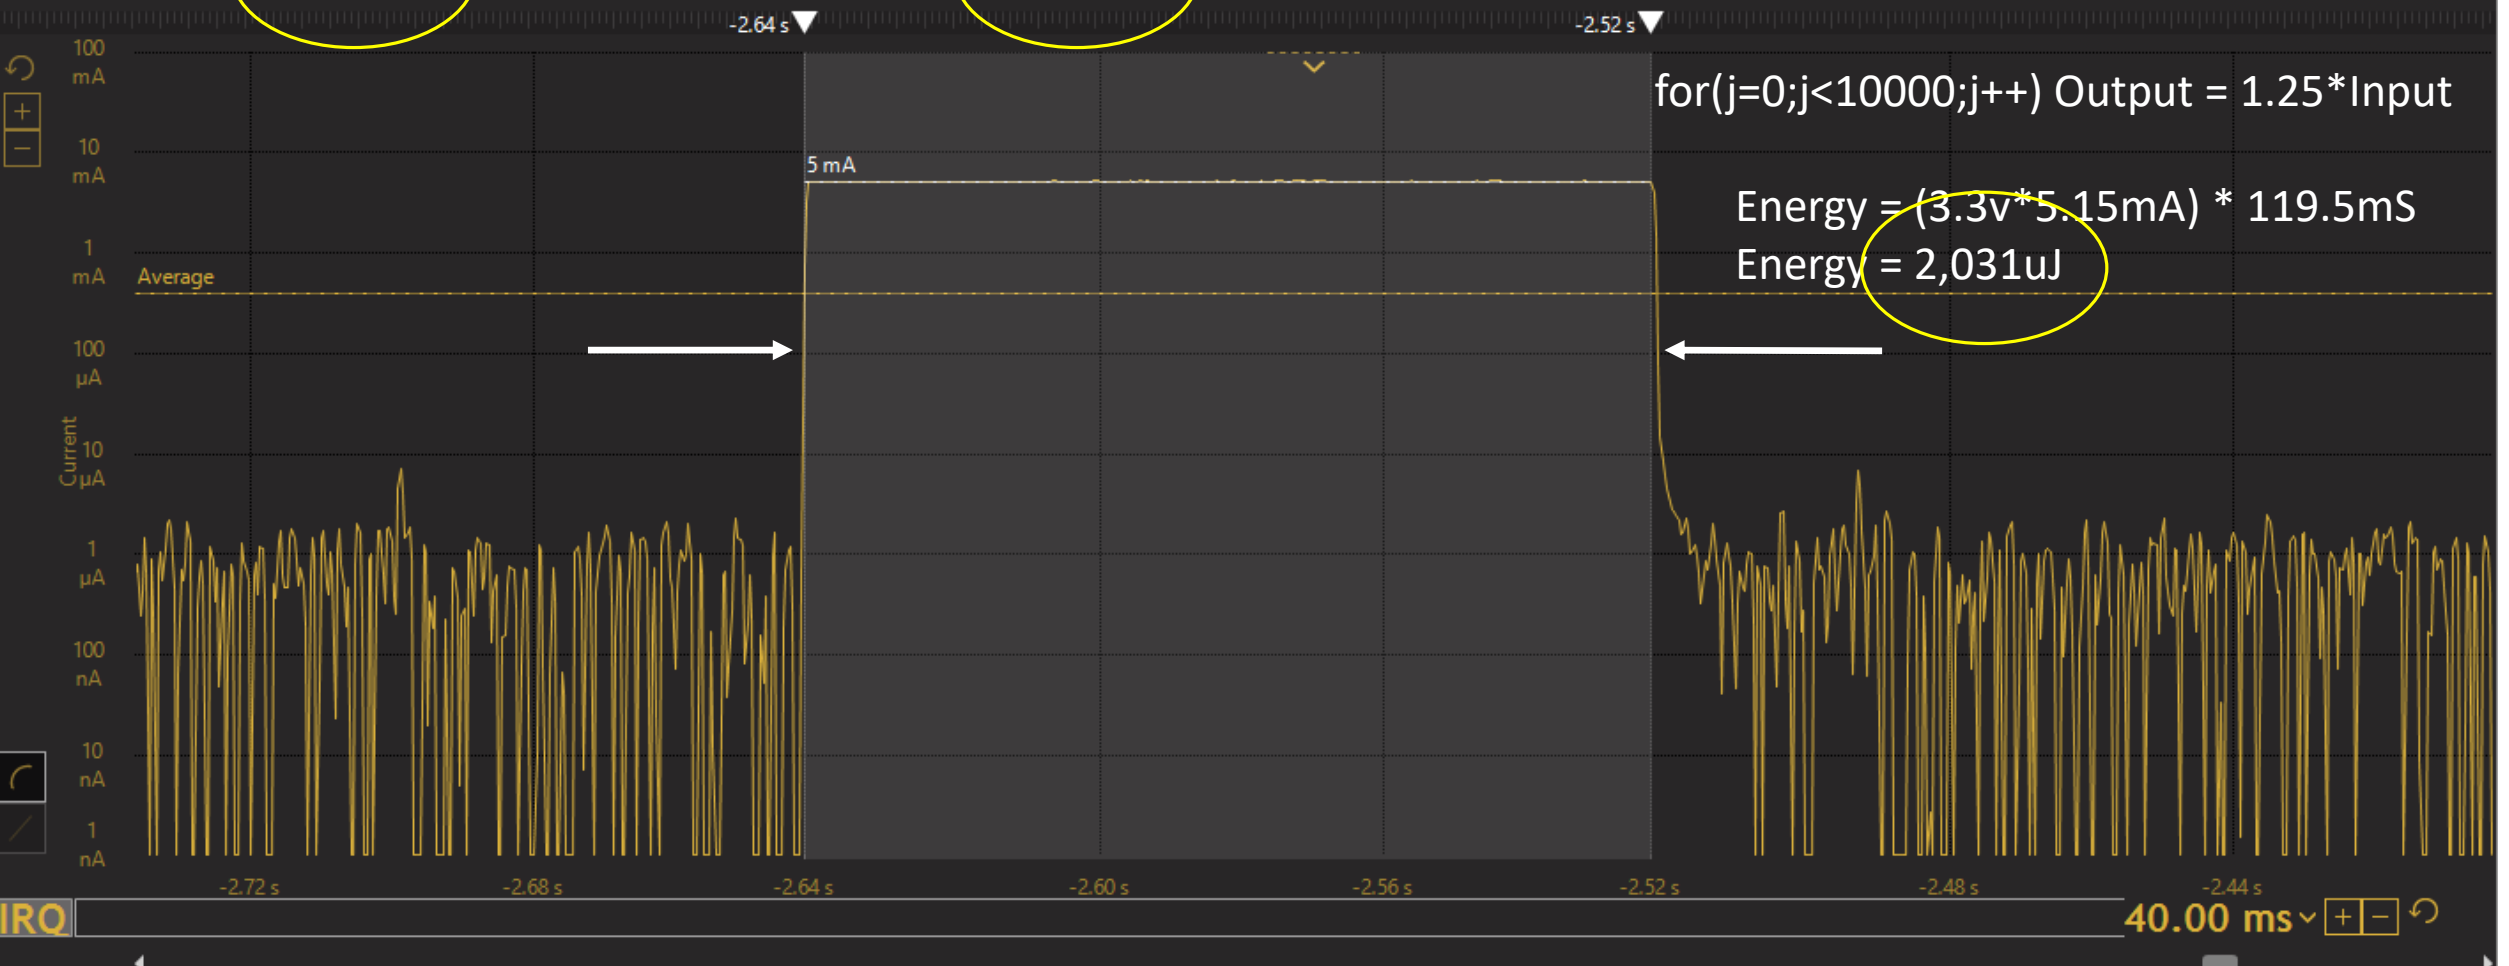 -2.64 s
-2.52 s
for(j=0;j<10000;j++) Output = 1.25*Input
Energy = (3.3v*5.15mA) * 119.5mS
Energy = 2,031uJ
5 mA
Average
Current
100
mA
10
mA
1
mA
100
µA
10
µA
1
µA
100
nA
10
nA
1
nA
-2.72 s
-2.68 s
-2.64 s
-2.60 s
-2.56 s
-2.52 s
-2.48 s
-2.44 s
IRQ
40.00 ms